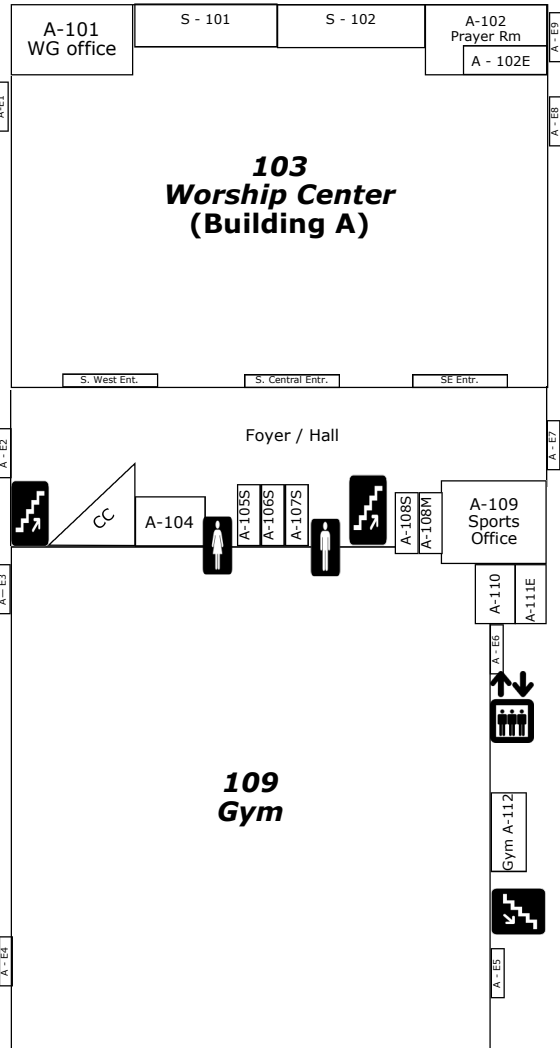 A-101
WG office
S - 101
S - 102
A-102
Prayer Rm
A - 102E
A - E9
A-E1
A - E8
103
Worship Center
(Building A)
S. West Ent.
S. Central Entr.
SE Entr.
A - E2
Foyer / Hall
A - E7
CC
A-104
A-105S
A-106S
A-107S
A-108S
A-108M
A-109
Sports
Office
A— E3
A-110
A-111E
A - E6
109
Gym
Gym A-112
A - E4
A - E5